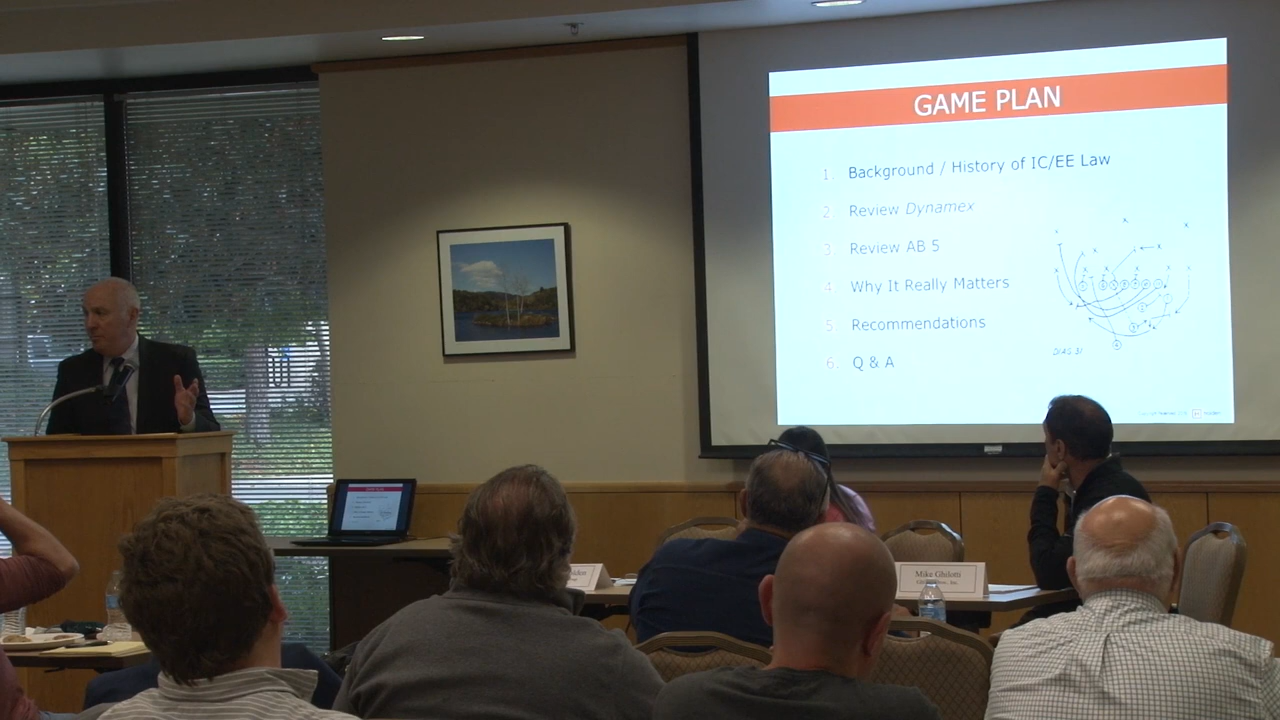 GAME PLAN
1. Background / History of IC/EE Law
2. Review Dynamex
3. Review AB 5
4. Why It Really Matters
5. Recommendations
6. Q & A
Mike Ghilotti